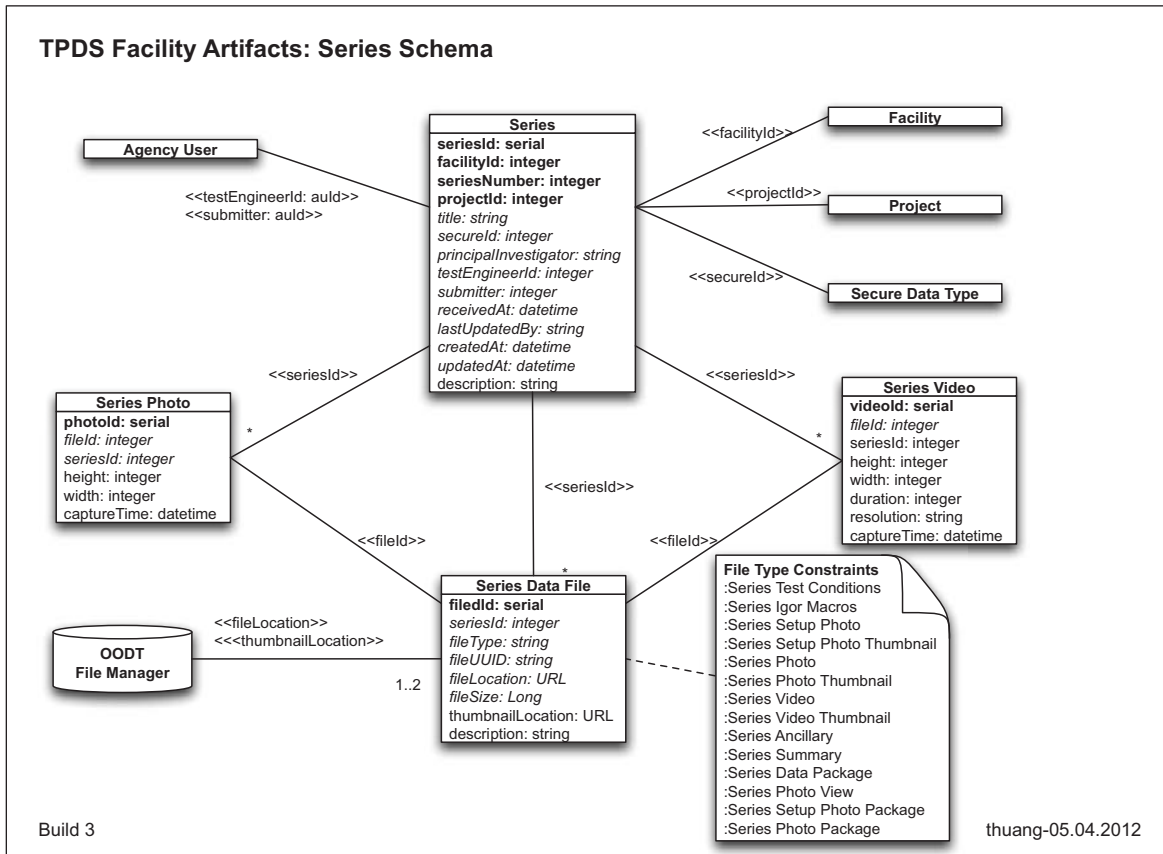 TPDS Facility Artifacts: Series Schema
Agency User
<<testEngineerId: auId>>
<<submitter: auId>>
Series
seriesId: serial
facilityId: integer
seriesNumber: integer
projectId: integer
title: string
secureId: integer
principalInvestigator: string
testEngineerId: integer
submitter: integer
receivedAt: datetime
lastUpdatedBy: string
createdAt: datetime
updatedAt: datetime
description: string
<<facilityId>>
Facility
<<projectId>>
Project
<<secureId>>
Secure Data Type
<<seriesId>>
*
Series Photo
photoId: serial
fileId: integer
seriesId: integer
height: integer
width: integer
captureTime: datetime
<<seriesId>>
*
Series Video
videoId: serial
fileId: integer
seriesId: integer
height: integer
width: integer
duration: integer
resolution: string
captureTime: datetime
<<seriesId>>
*
<<fileId>>
<<fileId>>
Series Data File
filedId: serial
seriesId: integer
fileType: string
fileUUID: string
fileLocation: URL
fileSize: Long
thumbnailLocation: URL
description: string
<<fileLocation>>
<<<thumbnailLocation>>
1..2
OODT
File Manager
File Type Constraints
:Series Test Conditions
:Series Igor Macros
:Series Setup Photo
:Series Setup Photo Thumbnail
:Series Photo
:Series Photo Thumbnail
:Series Video
:Series Video Thumbnail
:Series Ancillary
:Series Summary
:Series Data Package
:Series Photo View
:Series Setup Photo Package
:Series Photo Package
Build 3
thuang-05.04.2012